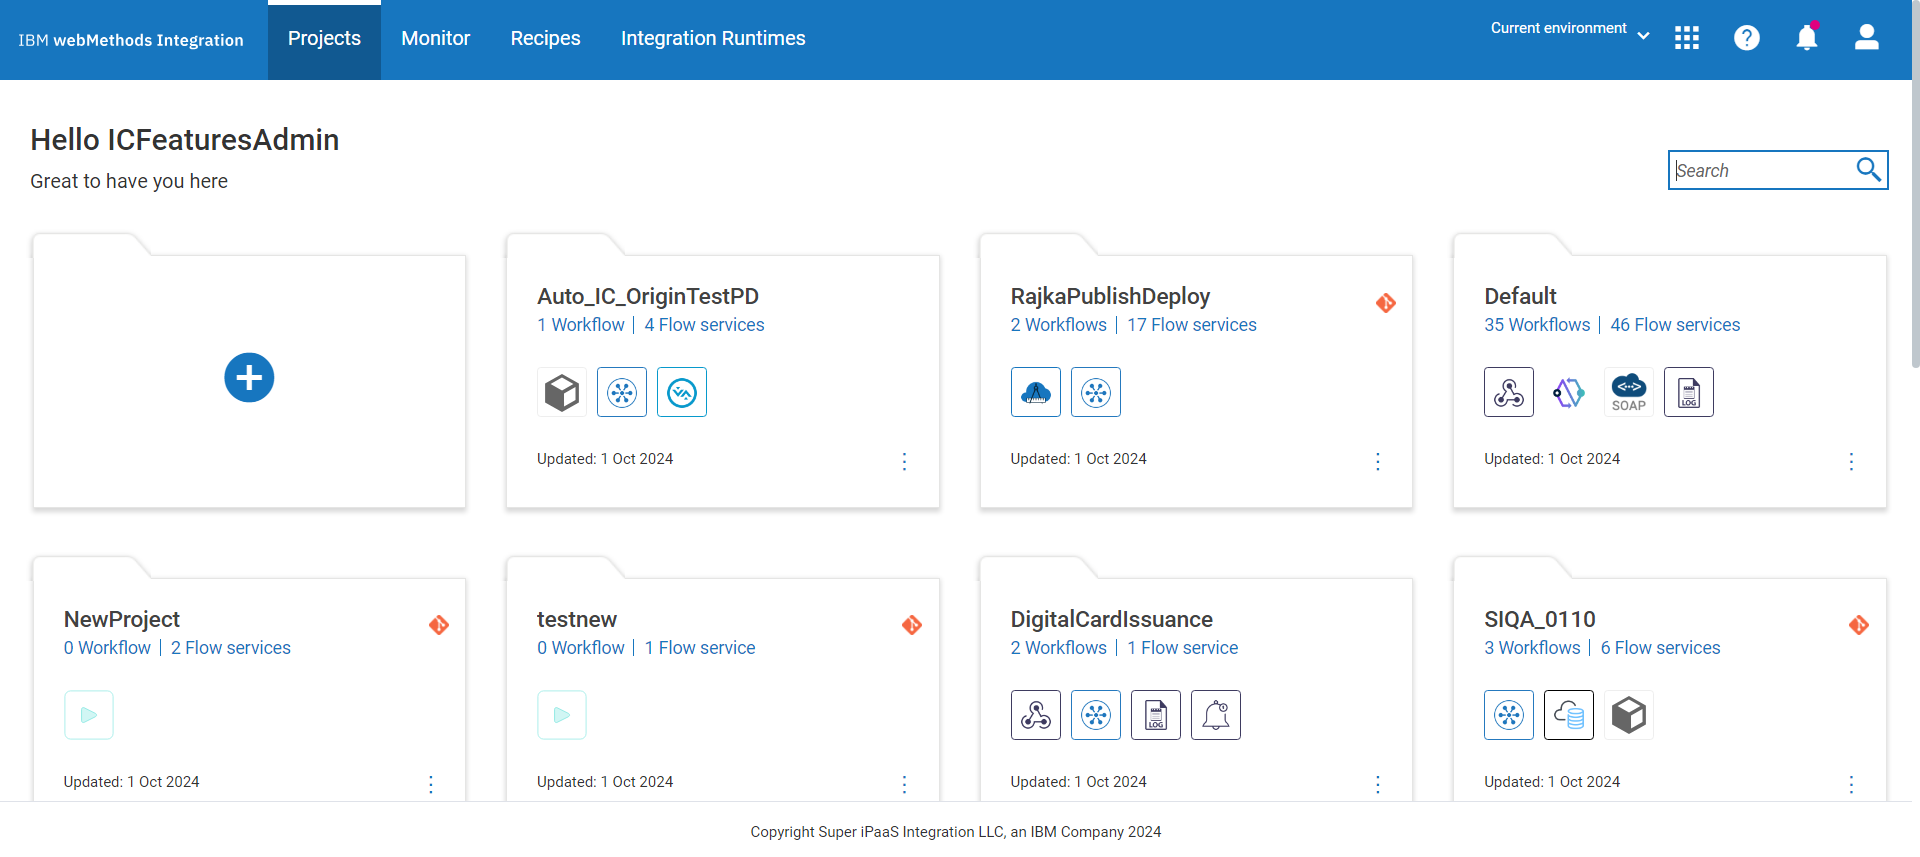 IBM webMethods Integration
Projects
Monitor
Recipes
Integration Runtimes
Current environment
Hello ICFeaturesAdmin
Great to have you here
Search
Auto_IC_OriginTestPD
1 Workflow | 4 Flow services
Updated: 1 Oct 2024
RajkaPublishDeploy
2 Workflows | 17 Flow services
Updated: 1 Oct 2024
Default
35 Workflows | 46 Flow services
SOAP
LOG
Updated: 1 Oct 2024
NewProject
0 Workflow | 2 Flow services
Updated: 1 Oct 2024
testnew
0 Workflow | 1 Flow service
Updated: 1 Oct 2024
DigitalCardIssuance
2 Workflows | 1 Flow service
LOG
Updated: 1 Oct 2024
SIQA_0110
3 Workflows | 6 Flow services
Updated: 1 Oct 2024
Copyright Super iPaaS Integration LLC, an IBM Company 2024